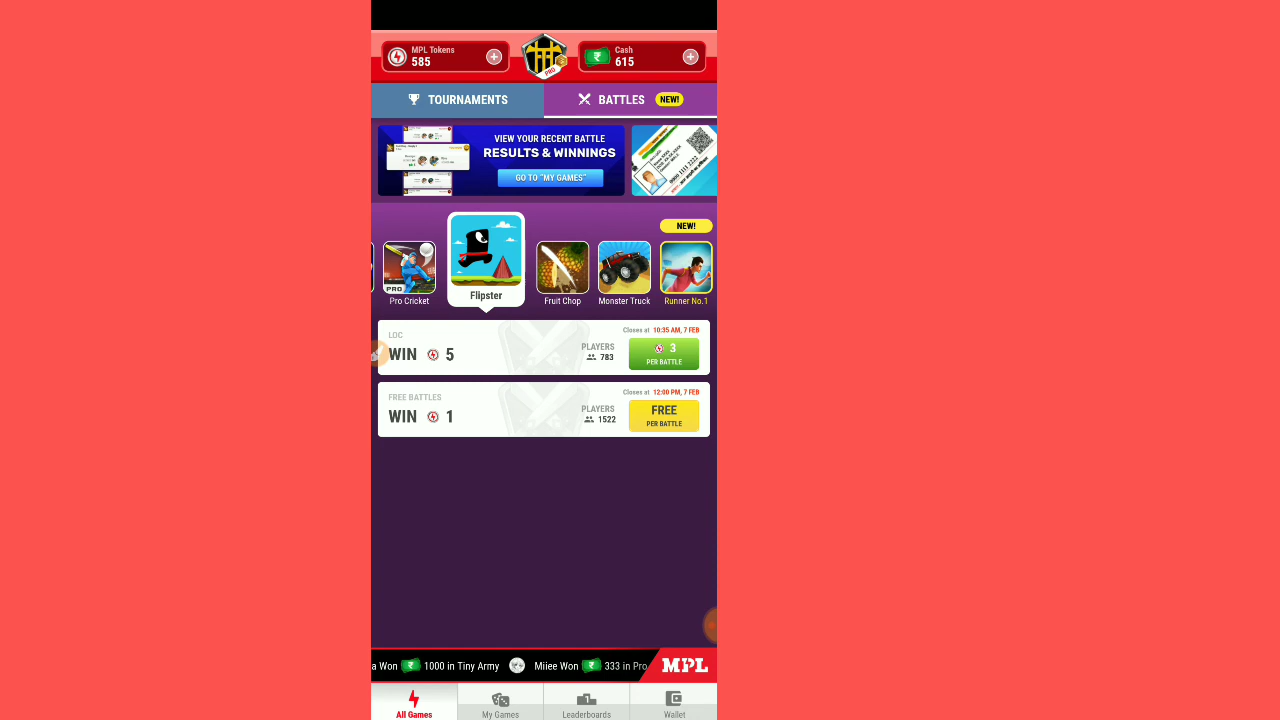 MPL Tokens
585
PRO
Cash
615
TOURNAMENTS
BATTLES NEW!
VIEW YOUR RECENT BATTLE
RESULTS & WINNINGS
GO TO "MY GAMES"
0000 1111 2222
NEW!
PRO
Pro Cricket
Flipster
Fruit Chop
Monster Truck
Runner No.1
LOC
WIN 5
PLAYERS
783
Closes at 10:35 AM, 7 FEB
3
PER BATTLE
FREE BATTLES
WIN 1
PLAYERS
1522
Closes at 12:00 PM, 7 FEB
FREE
PER BATTLE
a Won 1000 in Tiny Army Miiee Won 333 in Pro
MPL
All Games
My Games
Leaderboards
Wallet